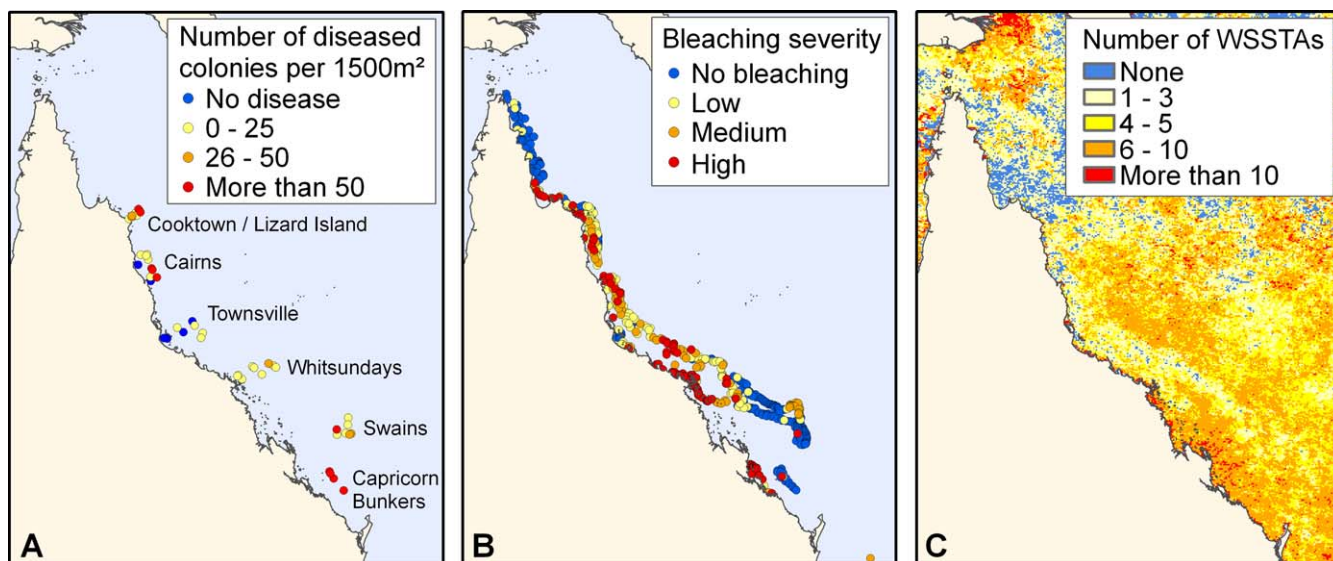 Number of diseased
colonies per 1500m²
No disease
0 - 25
26 - 50
More than 50
Cooktown / Lizard Island
Cairns
Townsville
Whitsundays
Swains
Capricorn
Bunkers
A
Bleaching severity
No bleaching
Low
Medium
High
B
Number of WSSTAs
None
1 - 3
4 - 5
6 - 10
More than 10
C